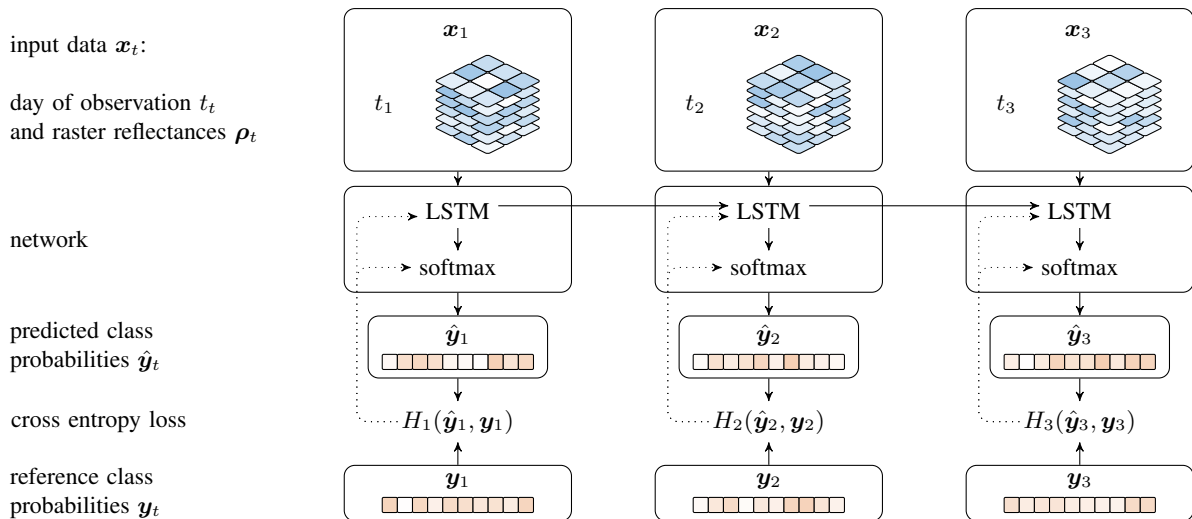 input data x_t:
x_1
x_2
x_3
day of observation t_t
and raster reflectances ρ_t
t_1
t_2
t_3
network
LSTM
LSTM
LSTM
softmax
softmax
softmax
predicted class
probabilities ŷ_t
ŷ_1
ŷ_2
ŷ_3
cross entropy loss
H_1(ŷ_1, y_1)
H_2(ŷ_2, y_2)
H_3(ŷ_3, y_3)
reference class
probabilities y_t
y_1
y_2
y_3